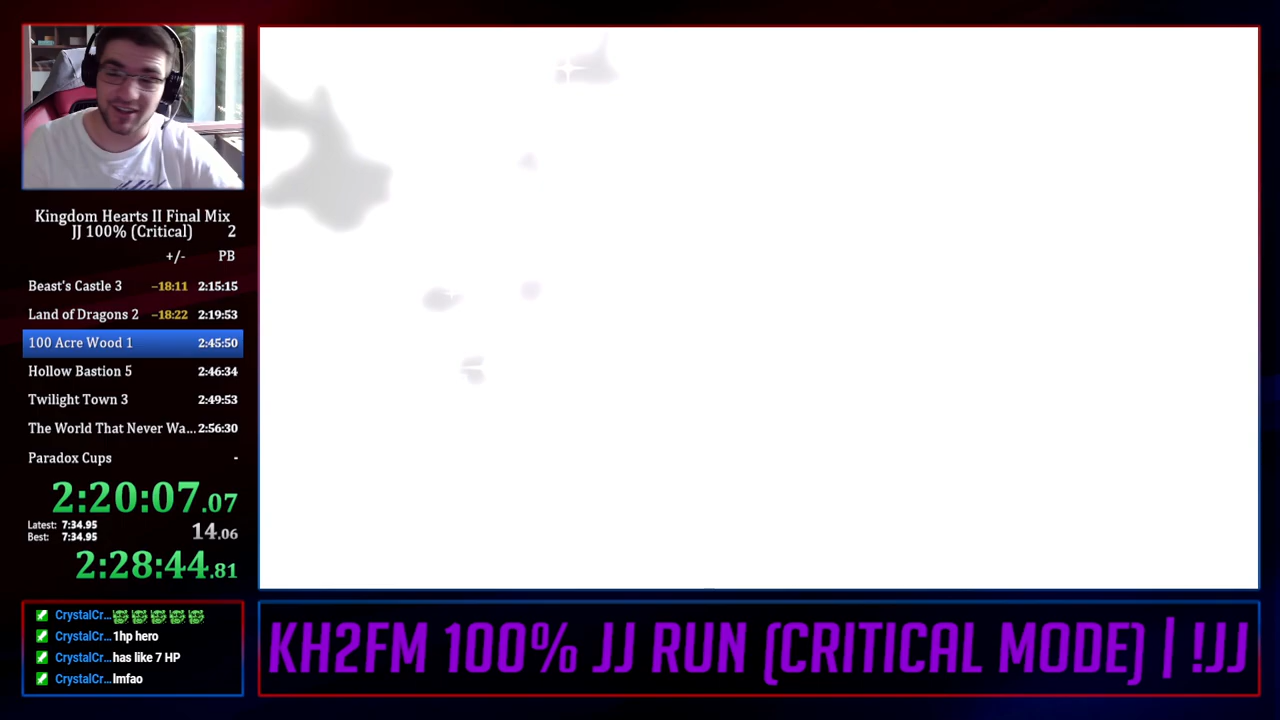 Kingdom Hearts II Final Mix
JJ 100% (Critical) 2
+/- PB
Beast's Castle 3 −18:11 2:15:15
Land of Dragons 2 −18:22 2:19:53
100 Acre Wood 1 2:45:50
Hollow Bastion 5 2:46:34
Twilight Town 3 2:49:53
The World That Never Wa... 2:56:30
Paradox Cups -
2:20:07.07
Latest: 7:34.95
Best: 7:34.95
14.06
2:28:44.81
CrystalCr...
CrystalCr... 1hp hero
CrystalCr... has like 7 HP
CrystalCr... lmfao
KH2FM 100% JJ RUN (CRITICAL MODE) | !JJ